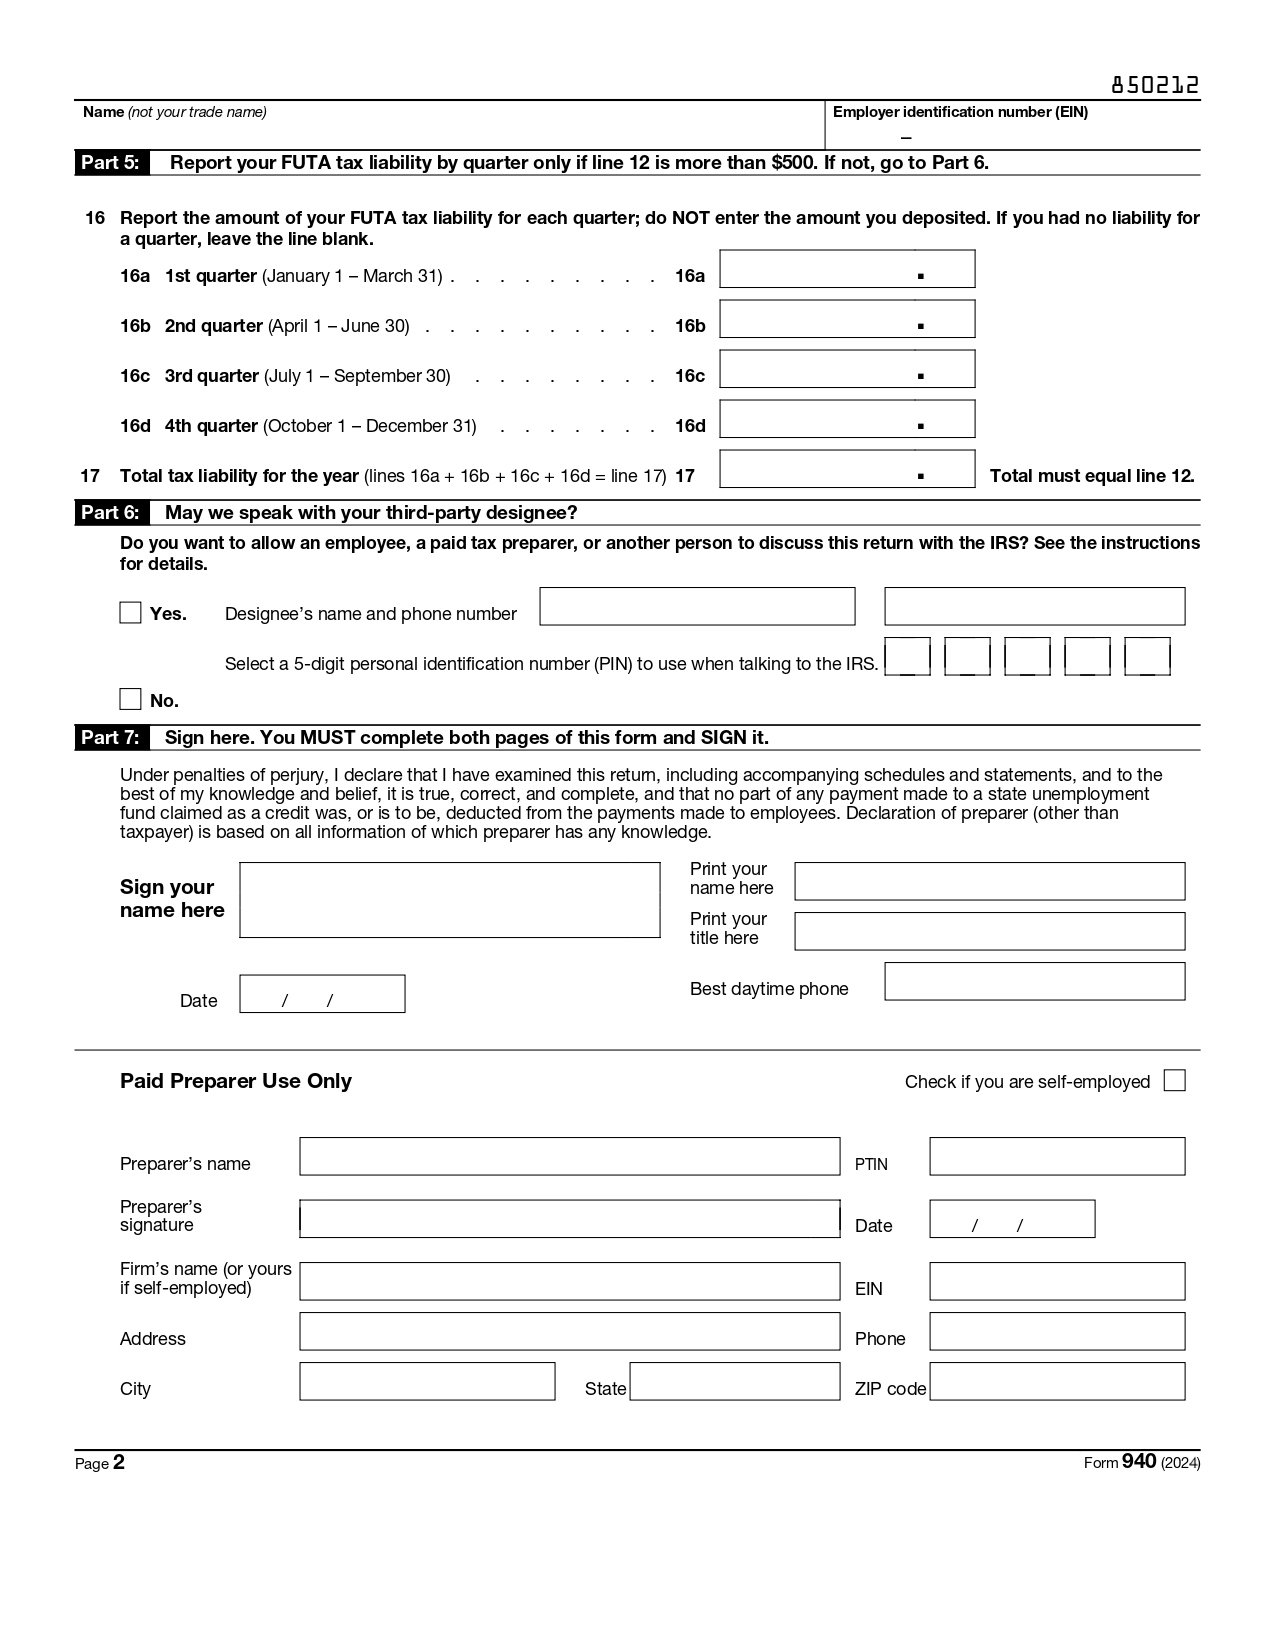 850212
Name (not your trade name) Employer identification number (EIN)
–
Part 5: Report your FUTA tax liability by quarter only if line 12 is more than $500. If not, go to Part 6.
16 Report the amount of your FUTA tax liability for each quarter; do NOT enter the amount you deposited. If you had no liability for
a quarter, leave the line blank.
16a 1st quarter (January 1 – March 31) . . . . . . . . . 16a .
16b 2nd quarter (April 1 – June 30) . . . . . . . . . . 16b .
16c 3rd quarter (July 1 – September 30) . . . . . . . . 16c .
16d 4th quarter (October 1 – December 31) . . . . . . . 16d .
17 Total tax liability for the year (lines 16a + 16b + 16c + 16d = line 17) 17 . Total must equal line 12.
Part 6: May we speak with your third-party designee?
Do you want to allow an employee, a paid tax preparer, or another person to discuss this return with the IRS? See the instructions
for details.
Yes. Designee’s name and phone number
Select a 5-digit personal identification number (PIN) to use when talking to the IRS.
No.
Part 7: Sign here. You MUST complete both pages of this form and SIGN it.
Under penalties of perjury, I declare that I have examined this return, including accompanying schedules and statements, and to the
best of my knowledge and belief, it is true, correct, and complete, and that no part of any payment made to a state unemployment
fund claimed as a credit was, or is to be, deducted from the payments made to employees. Declaration of preparer (other than
taxpayer) is based on all information of which preparer has any knowledge.
Sign your
name here
Print your
name here
Print your
title here
Date / /
Best daytime phone
Paid Preparer Use Only Check if you are self-employed
Preparer’s name PTIN
Preparer’s
signature Date / /
Firm’s name (or yours
if self-employed) EIN
Address Phone
City State ZIP code
Page 2 Form 940 (2024)